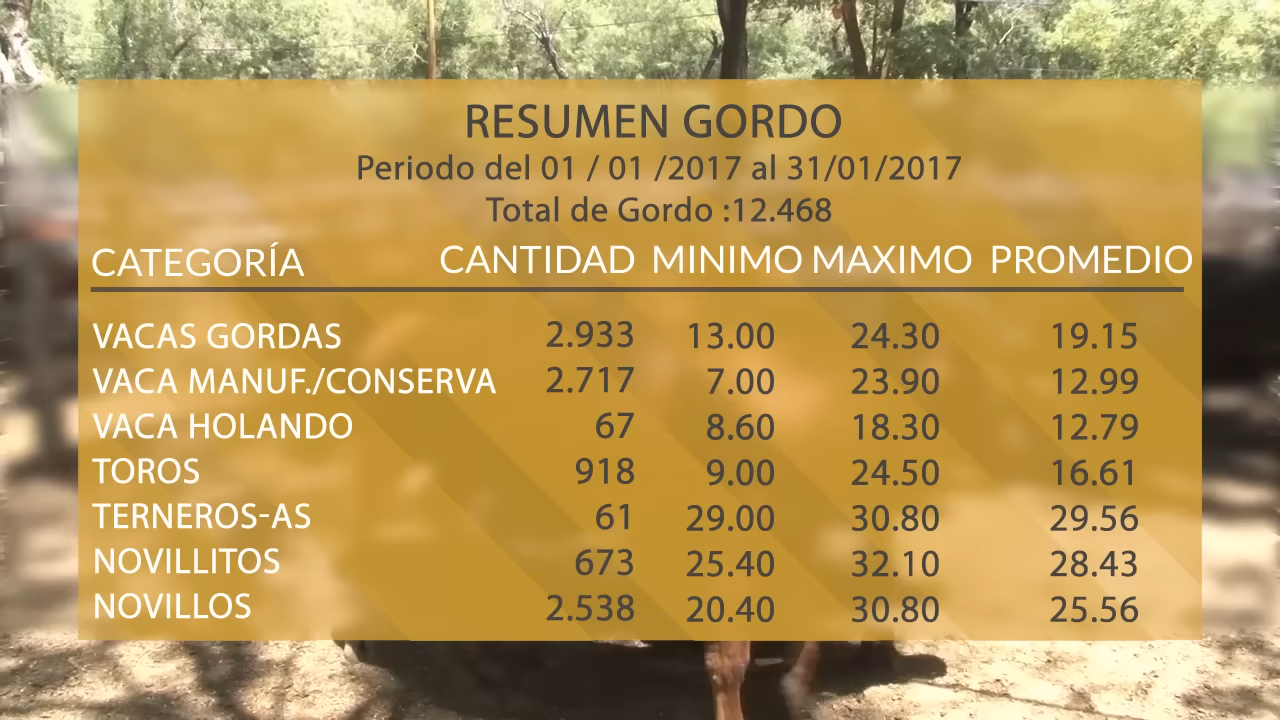 RESUMEN GORDO
Periodo del 01 / 01 /2017 al 31/01/2017
Total de Gordo :12.468
CATEGORÍA CANTIDAD MINIMO MAXIMO PROMEDIO
VACAS GORDAS 2.933 13.00 24.30 19.15
VACA MANUF./CONSERVA 2.717 7.00 23.90 12.99
VACA HOLANDO 67 8.60 18.30 12.79
TOROS 918 9.00 24.50 16.61
TERNEROS-AS 61 29.00 30.80 29.56
NOVILLITOS 673 25.40 32.10 28.43
NOVILLOS 2.538 20.40 30.80 25.56